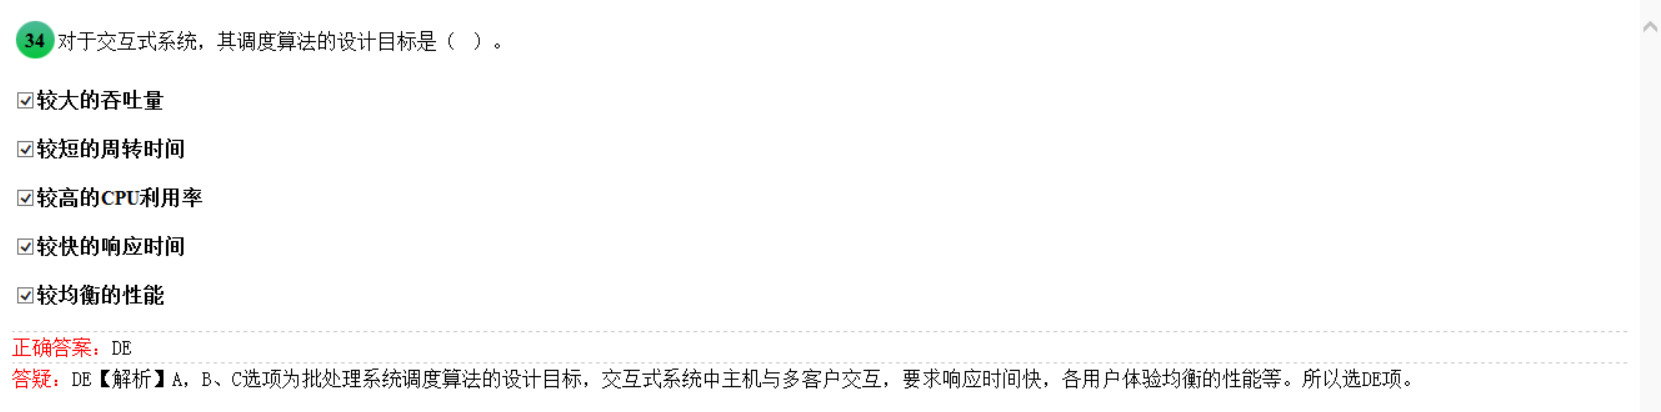 34 对于交互式系统，其调度算法的设计目标是（ ）。
较大的吞吐量
较短的周转时间
较高的CPU利用率
较快的响应时间
较均衡的性能
正确答案：DE
答疑：DE【解析】A，B、C选项为批处理系统调度算法的设计目标，交互式系统中主机与多客户交互，要求响应时间快，各用户体验均衡的性能等。所以选DE项。